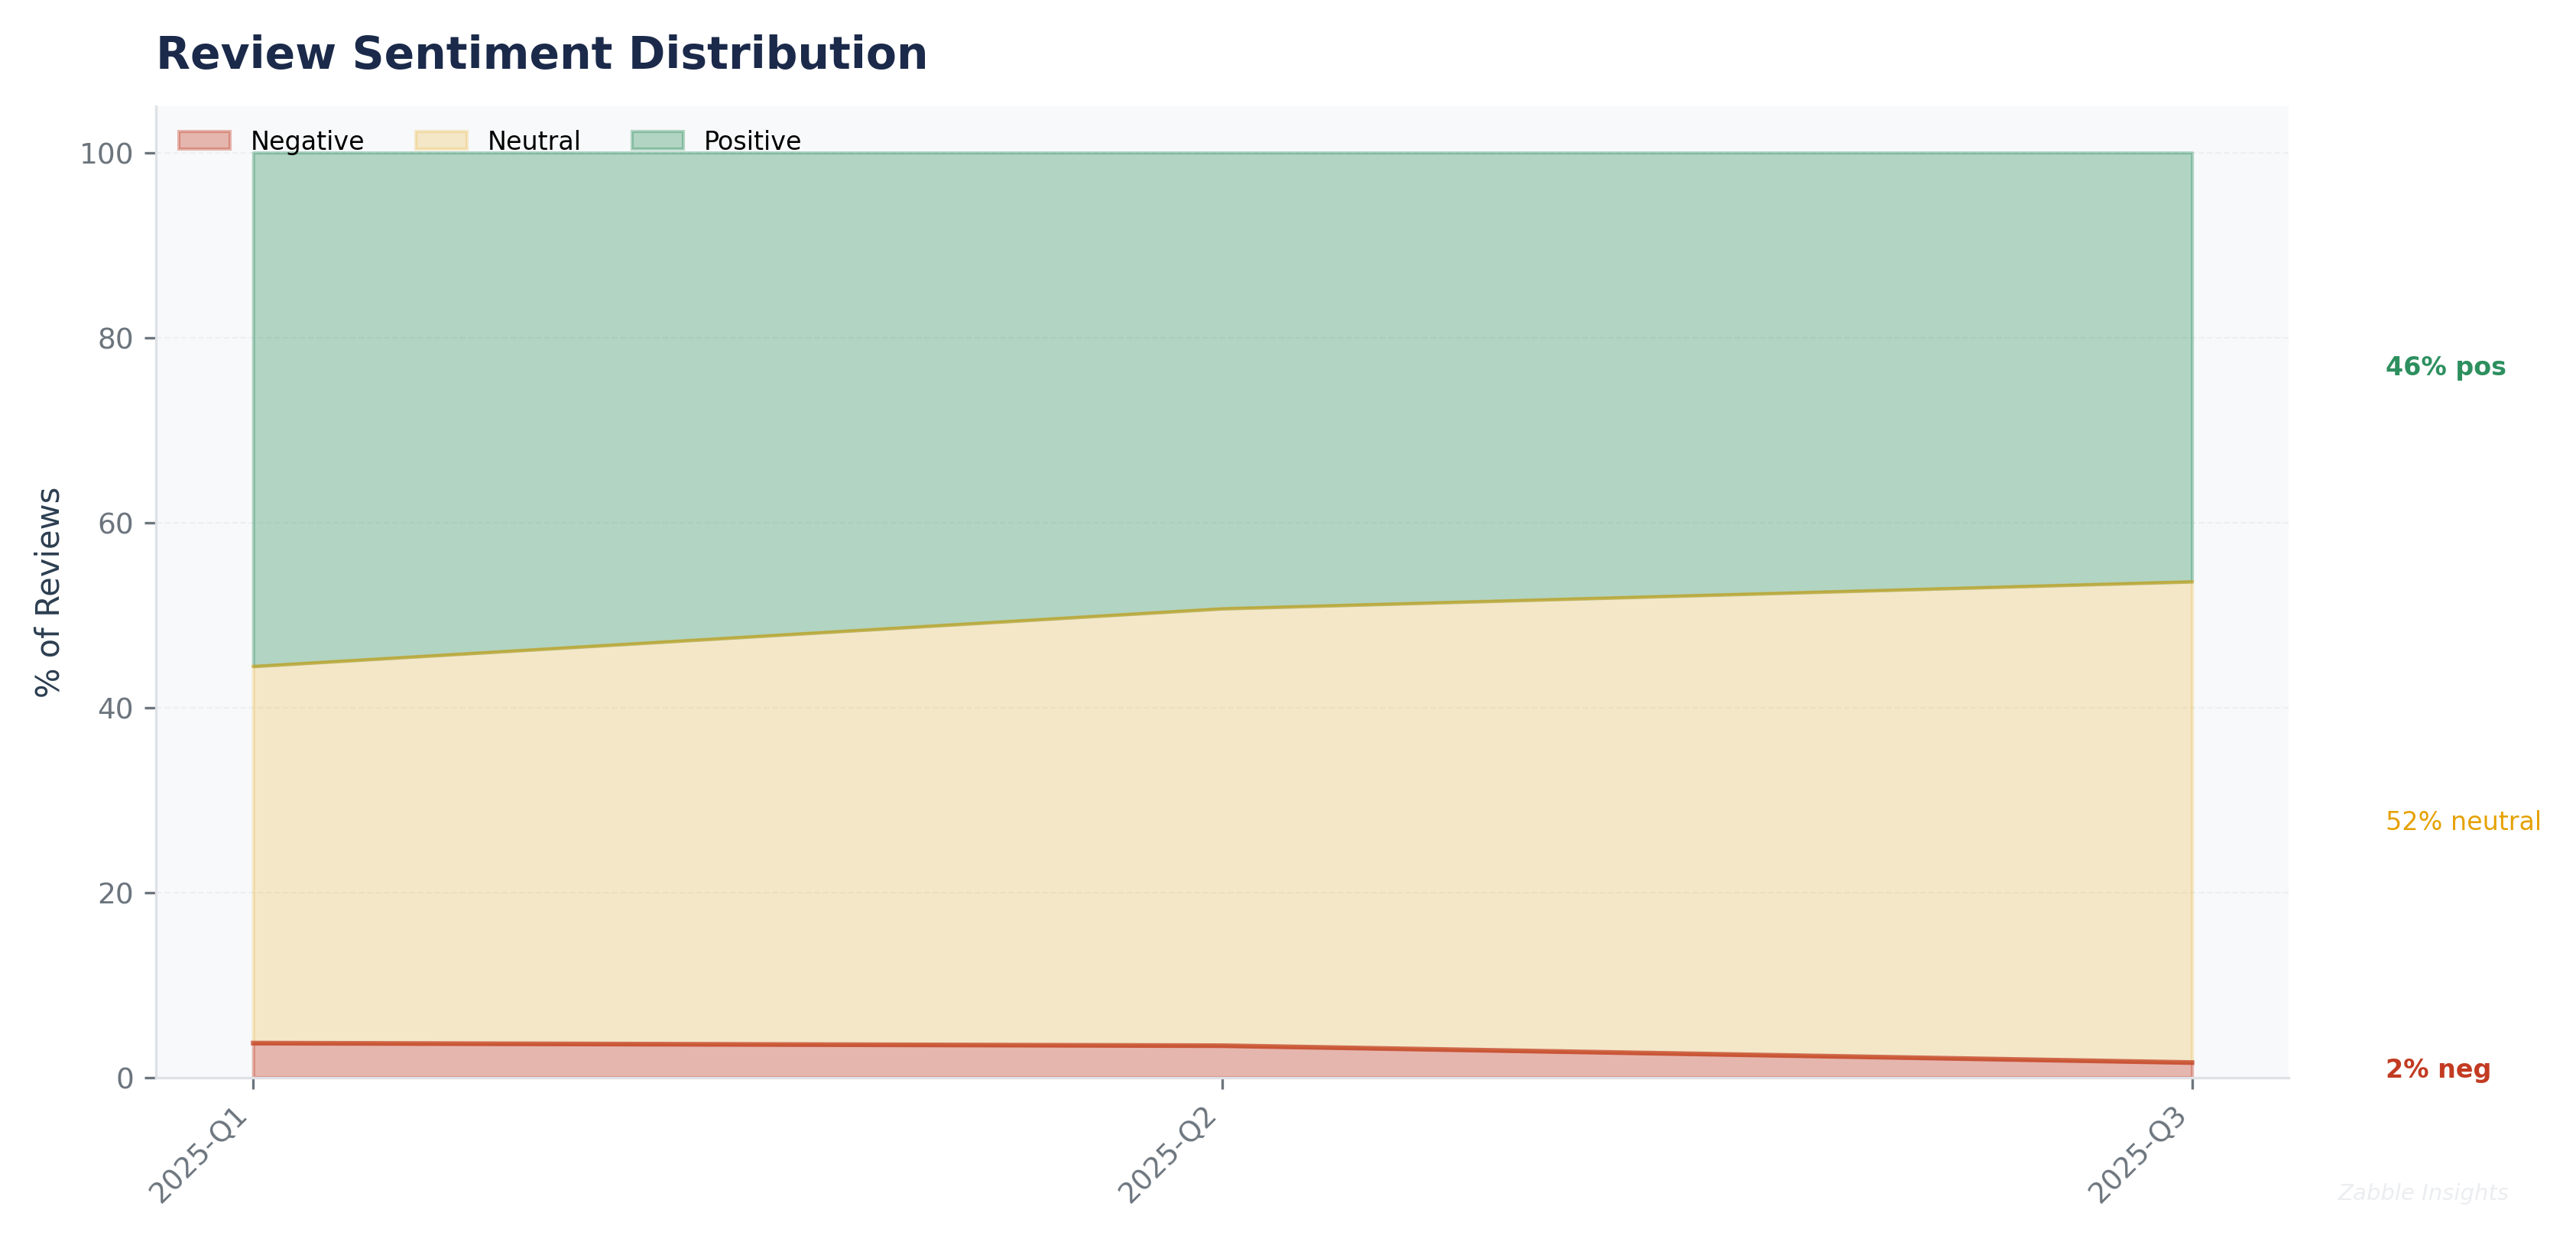 Review Sentiment Distribution
Negative Neutral Positive
% of Reviews
100
80
60
40
20
0
46% pos
52% neutral
2% neg
2025-Q1 2025-Q2 2025-Q3
Zabble Insights